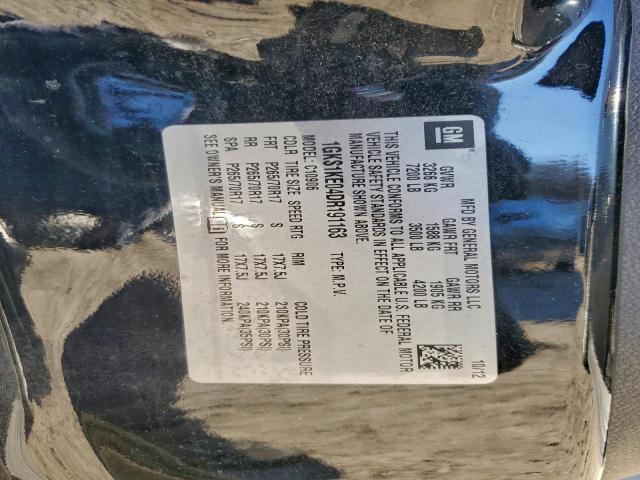 GM
MFD BY GENERAL MOTORS LLC
10/12
GVWR GAWR FRT GAWR RR
3266 KG 1588 KG 1905 KG
7200 LB 3500 LB 4200 LB
THIS VEHICLE CONFORMS TO ALL APPLICABLE U.S. FEDERAL MOTOR
VEHICLE SAFETY STANDARDS IN EFFECT ON THE DATE OF
MANUFACTURE SHOWN ABOVE.
1GKS1KE04DR191163 TYPE: M.P.V.
MODEL: C10906
CDLR TIRE SIZE SPEED RTG RIM COLD TIRE PRESSURE
FRT P265/70R17 S 17X7.5J 210KPA(30PSI)
RR P265/70R17 S 17X7.5J 210KPA(30PSI)
SPA P265/70R17 S 17X7.5J 240KPA(35PSI)
SEE OWNER'S MANUAL FOR MORE INFORMATION.